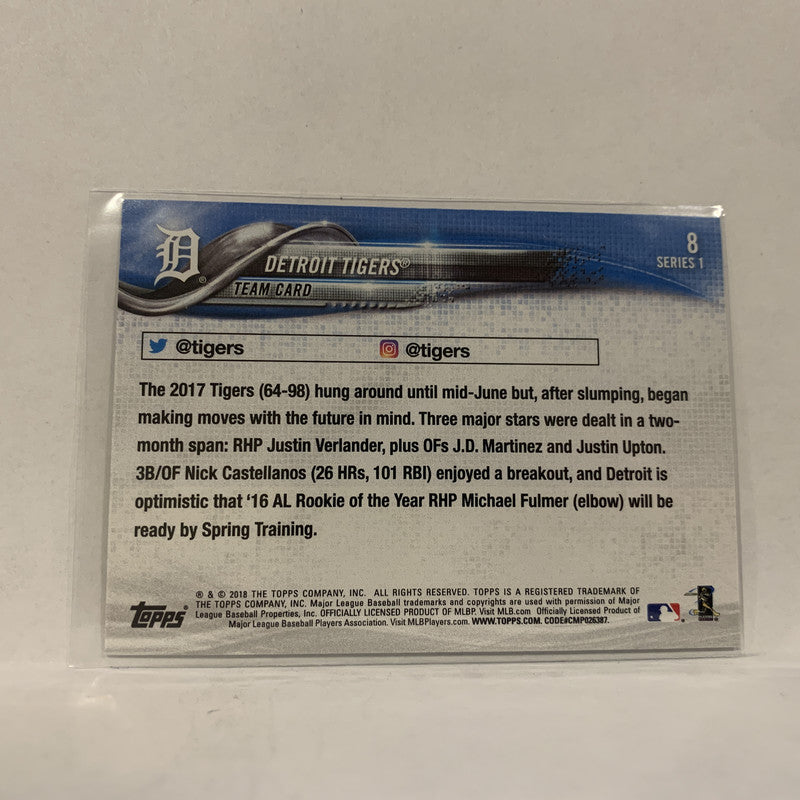 D®
DETROIT TIGERS®
TEAM CARD
8
SERIES 1
@tigers
@tigers
The 2017 Tigers (64-98) hung around until mid-June but, after slumping, began
making moves with the future in mind. Three major stars were dealt in a two-
month span: RHP Justin Verlander, plus OFs J.D. Martinez and Justin Upton.
3B/OF Nick Castellanos (26 HRs, 101 RBI) enjoyed a breakout, and Detroit is
optimistic that ‘16 AL Rookie of the Year RHP Michael Fulmer (elbow) will be
ready by Spring Training.
Topps®
® & © 2018 THE TOPPS COMPANY, INC. ALL RIGHTS RESERVED. TOPPS IS A REGISTERED TRADEMARK OF
THE TOPPS COMPANY, INC. Major League Baseball trademarks and copyrights are used with permission of Major
League Baseball Properties, Inc. OFFICIALLY LICENSED PRODUCT OF MLBP. Visit MLB.com Officially Licensed Product of
Major League Baseball Players Association. Visit MLBPlayers.com. WWW.TOPPS.COM. CODE#CMP026387.